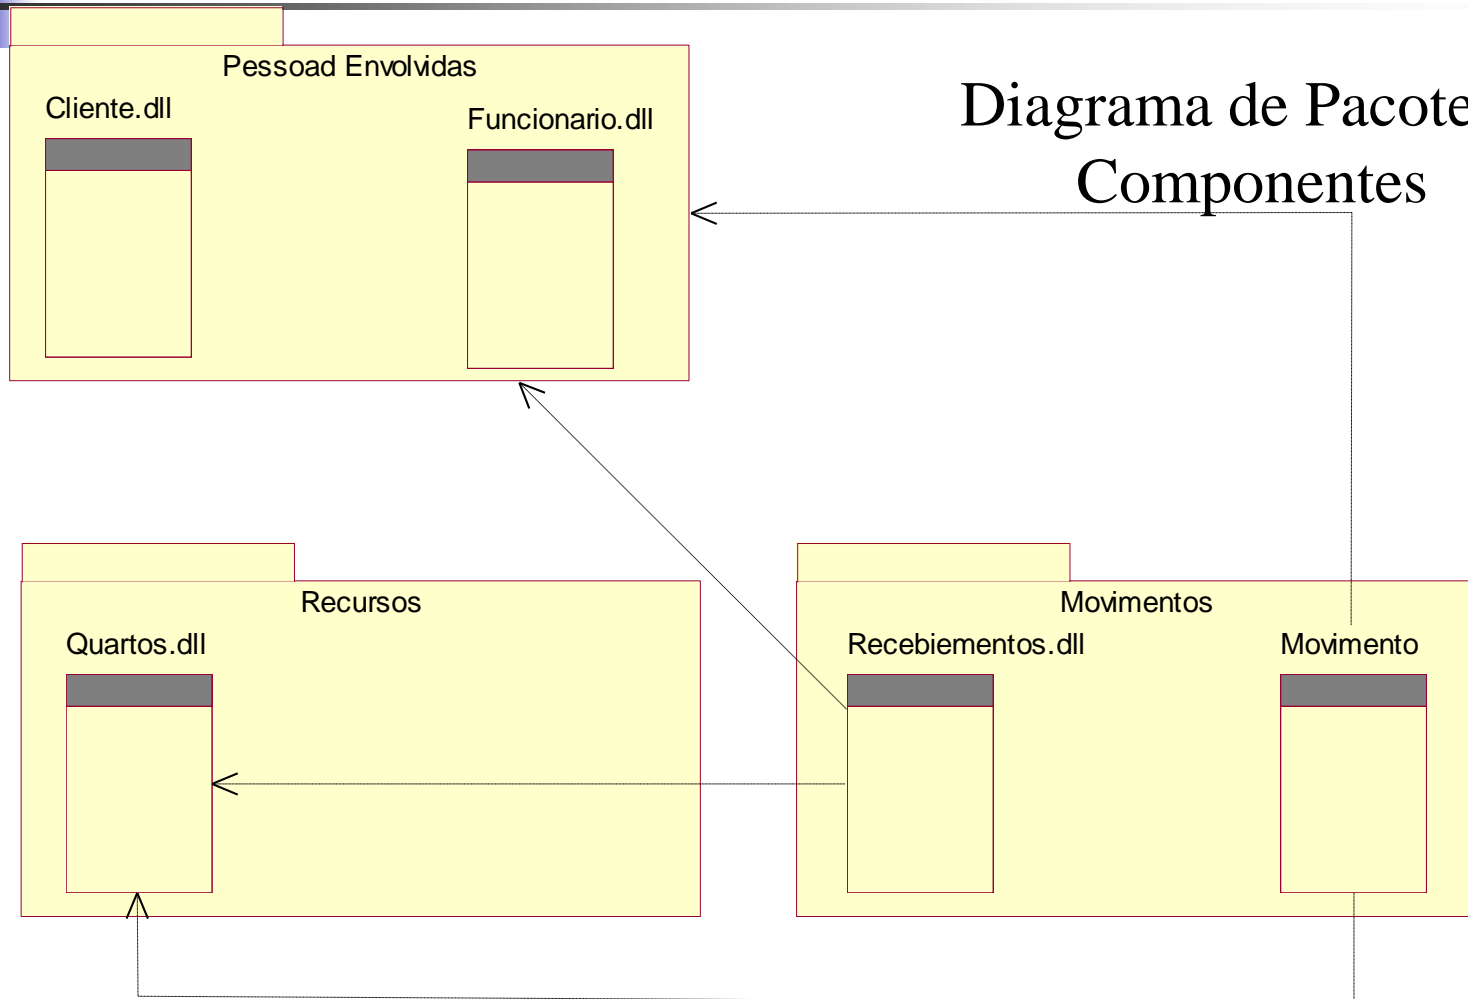 Pessoad Envolvidas
Cliente.dll
Funcionario.dll
Diagrama de Pacote
Componentes
Recursos
Quartos.dll
Movimentos
Recebiementos.dll
Movimento